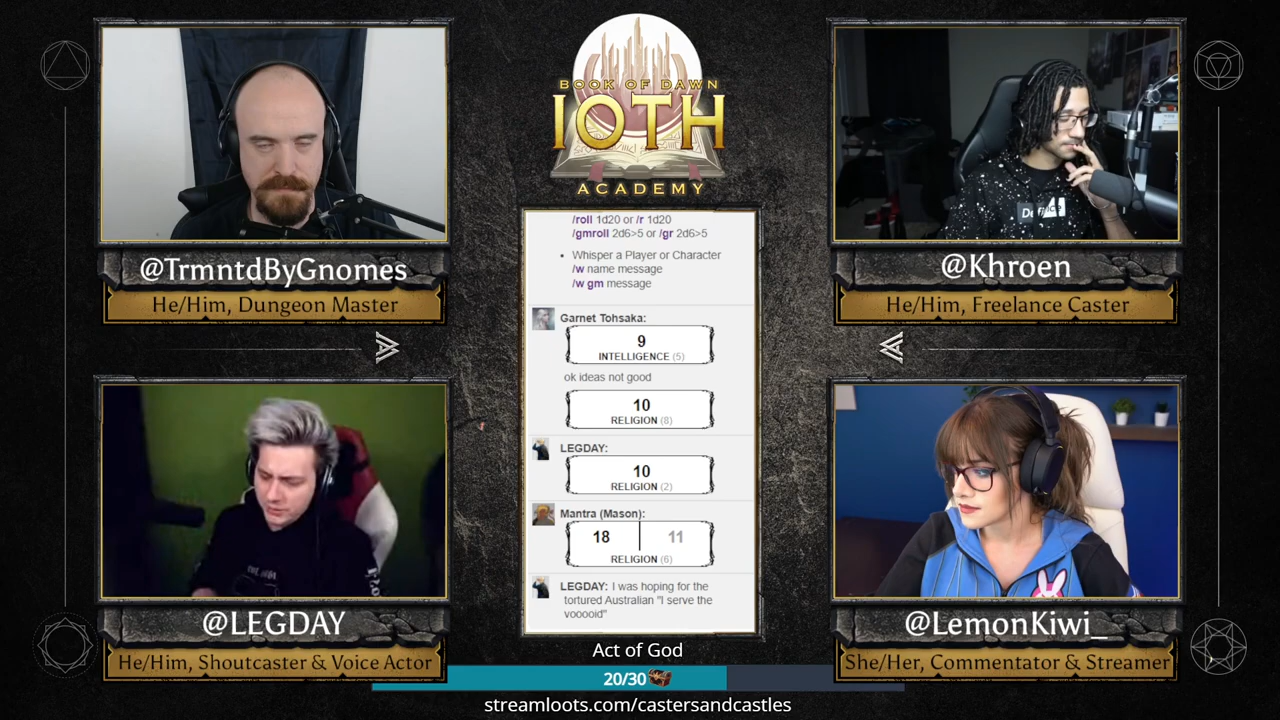 BOOK OF DAWN
IOTH
ACADEMY
@TrmntdByGnomes
He/Him, Dungeon Master
@Khroen
He/Him, Freelance Caster
/roll 1d20 or /r 1d20
/gmroll 2d6>5 or /gr 2d6>5
• Whisper a Player or Character
/w name message
/w gm message
Garnet Tohsaka:
9
INTELLIGENCE (5)
ok ideas not good
10
RELIGION (8)
LEGDAY:
10
RELIGION (2)
Mantra (Mason):
18 11
RELIGION (6)
LEGDAY: I was hoping for the
tortured Australian "I serve the
vooooid"
@LEGDAY
He/Him, Shoutcaster & Voice Actor
@LemonKiwi_
She/Her, Commentator & Streamer
Act of God
20/30
streamloots.com/castersandcastles